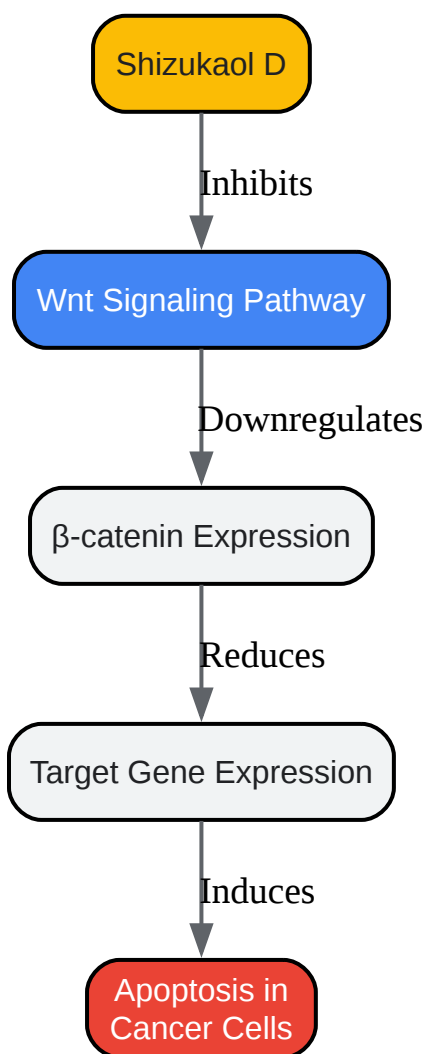 Shizukaol D
Inhibits
Wnt Signaling Pathway
Downregulates
β-catenin Expression
Reduces
Target Gene Expression
Induces
Apoptosis in
Cancer Cells